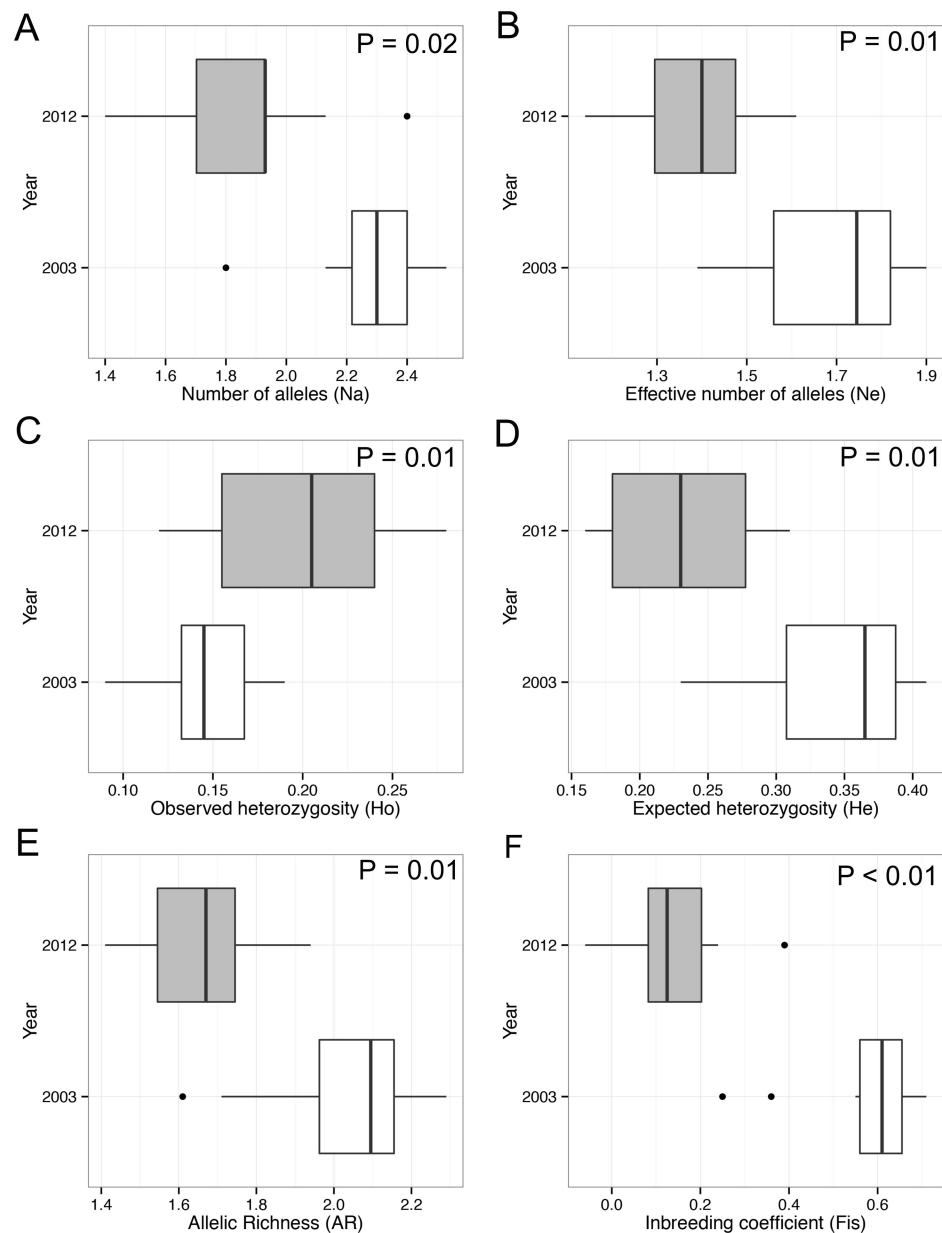 A
P = 0.02
2012
Year
2003
1.4 1.6 1.8 2.0 2.2 2.4
Number of alleles (Na)
B
P = 0.01
2012
Year
2003
1.3 1.5 1.7 1.9
Effective number of alleles (Ne)
C
P = 0.01
2012
Year
2003
0.10 0.15 0.20 0.25
Observed heterozygosity (Ho)
D
P = 0.01
2012
Year
2003
0.15 0.20 0.25 0.30 0.35 0.40
Expected heterozygosity (He)
E
P = 0.01
2012
Year
2003
1.4 1.6 1.8 2.0 2.2
Allelic Richness (AR)
F
P < 0.01
2012
Year
2003
0.0 0.2 0.4 0.6
Inbreeding coefficient (Fis)